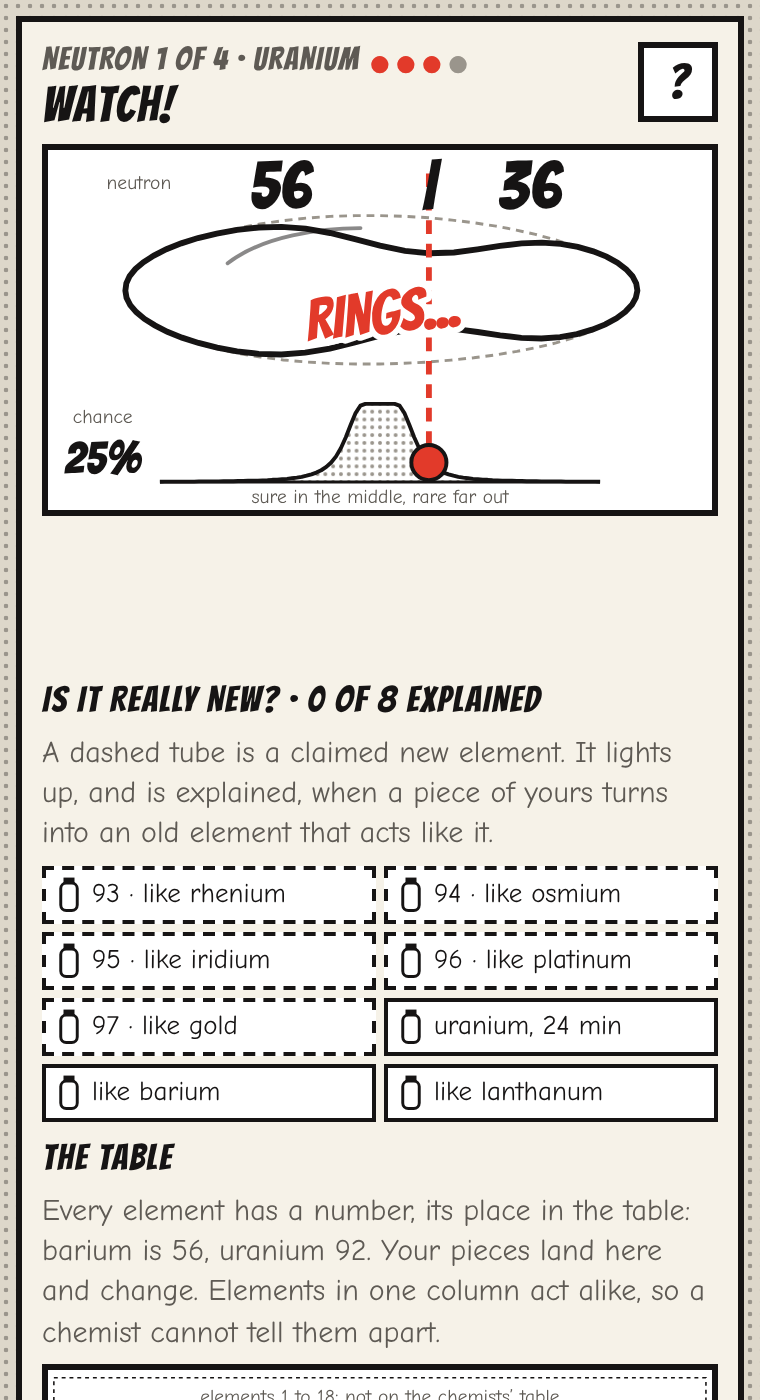 NEUTRON 1 OF 4 · URANIUM
WATCH!
?
neutron
56 / 36
RINGS...
chance
25%
sure in the middle, rare far out
IS IT REALLY NEW? · 0 OF 8 EXPLAINED
A dashed tube is a claimed new element. It lights
up, and is explained, when a piece of yours turns
into an old element that acts like it.
93 · like rhenium
94 · like osmium
95 · like iridium
96 · like platinum
97 · like gold
uranium, 24 min
like barium
like lanthanum
THE TABLE
Every element has a number, its place in the table:
barium is 56, uranium 92. Your pieces land here
and change. Elements in one column act alike, so a
chemist cannot tell them apart.
elements 1 to 18: not on the chemists' table